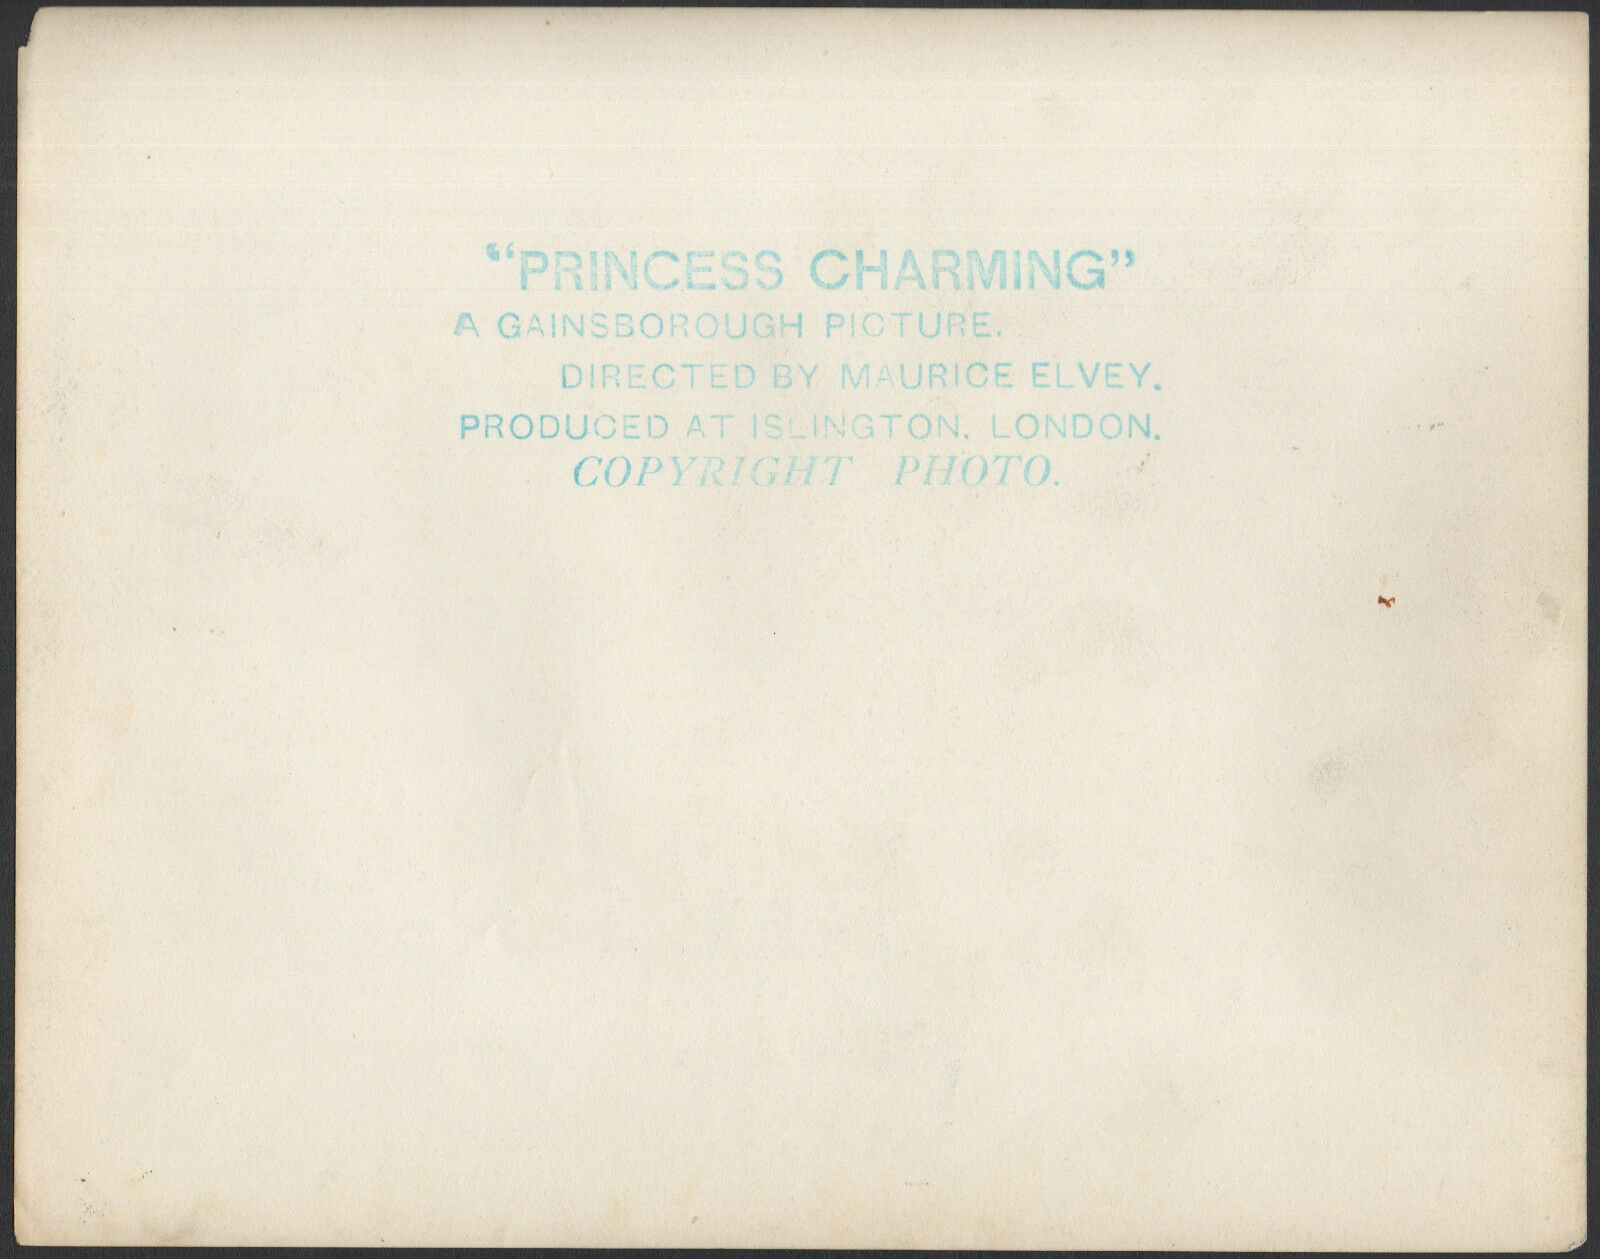 “PRINCESS CHARMING”
A GAINSBOROUGH PICTURE.
DIRECTED BY MAURICE ELVEY.
PRODUCED AT ISLINGTON. LONDON.
COPYRIGHT PHOTO.